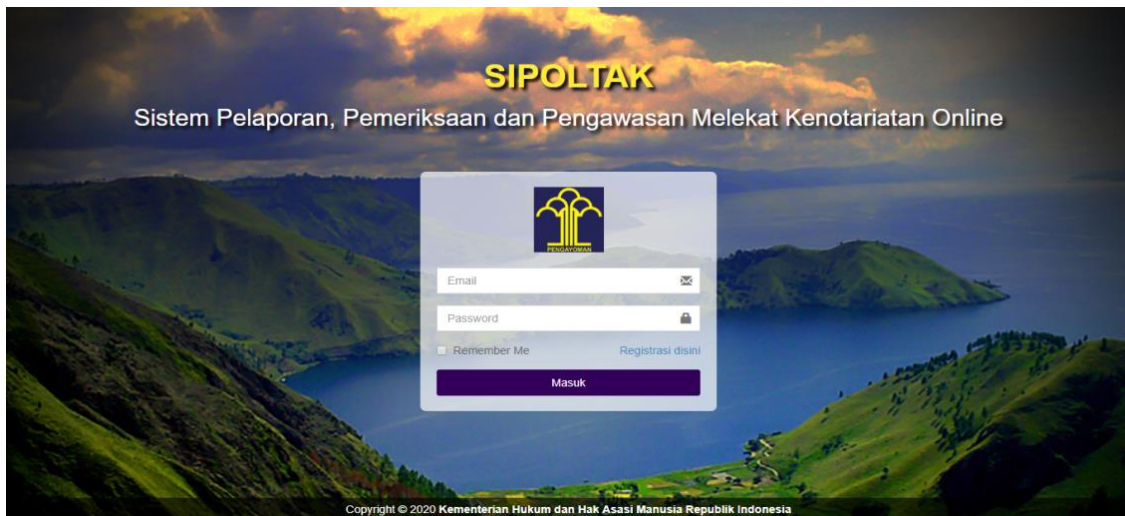 SIPOLTAK
Sistem Pelaporan, Pemeriksaan dan Pengawasan Melekat Kenotariatan Online
PENGAYOMAN
Email
Password
Remember Me Registrasi disini
Masuk
Copyright © 2020 Kementerian Hukum dan Hak Asasi Manusia Republik Indonesia